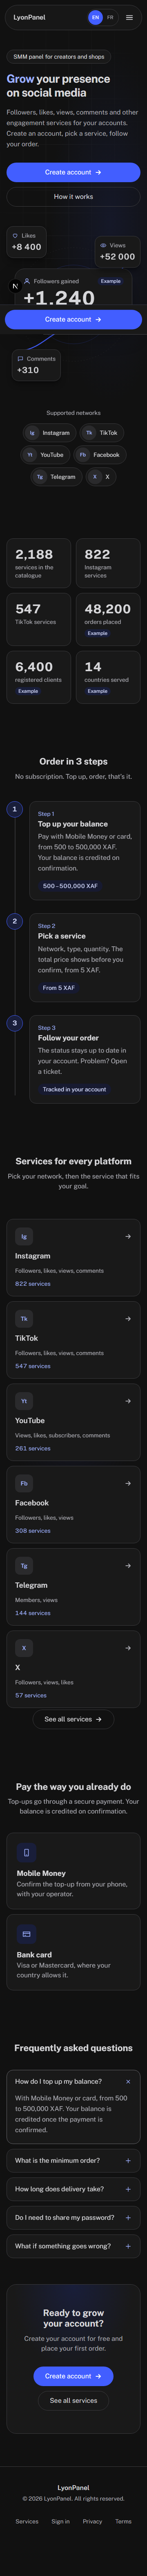 LyonPanel
EN FR
SMM panel for creators and shops
Grow your presence
on social media
Followers, likes, views, comments and other
engagement services for your accounts.
Create an account, pick a service, follow
your order.
Create account →
How it works
Likes
+8 400
Views
+52 000
Followers gained
Example
+1,240
Create account →
N
Comments
+310
Supported networks
Ig Instagram
Tk TikTok
Yt YouTube
Fb Facebook
Tg Telegram
X X
2,188
services in the
catalogue
822
Instagram
services
547
TikTok services
48,200
orders placed
Example
6,400
registered clients
Example
14
countries served
Example
Order in 3 steps
No subscription. Top up, order, that's it.
1
Step 1
Top up your balance
Pay with Mobile Money or card,
from 500 to 500,000 XAF.
Your balance is credited on
confirmation.
500 – 500,000 XAF
2
Step 2
Pick a service
Network, type, quantity. The
total price shows before you
confirm, from 5 XAF.
From 5 XAF
3
Step 3
Follow your order
The status stays up to date in
your account. Problem? Open
a ticket.
Tracked in your account
Services for every platform
Pick your network, then the service that fits
your goal.
Ig →
Instagram
Followers, likes, views, comments
822 services
Tk →
TikTok
Followers, likes, views, comments
547 services
Yt →
YouTube
Views, likes, subscribers, comments
261 services
Fb →
Facebook
Followers, likes, views
308 services
Tg →
Telegram
Members, views
144 services
X →
X
Followers, views, likes
57 services
See all services →
Pay the way you already do
Top-ups go through a secure payment. Your
balance is credited on confirmation.
Mobile Money
Confirm the top-up from your phone,
with your operator.
Bank card
Visa or Mastercard, where your
country allows it.
Frequently asked questions
How do I top up my balance? ×
With Mobile Money or card, from 500
to 500,000 XAF. Your balance is
credited once the payment is
confirmed.
What is the minimum order? +
How long does delivery take? +
Do I need to share my password? +
What if something goes wrong? +
Ready to grow
your account?
Create your account for free and
place your first order.
Create account →
See all services
LyonPanel
© 2026 LyonPanel. All rights reserved.
Services Sign in Privacy Terms